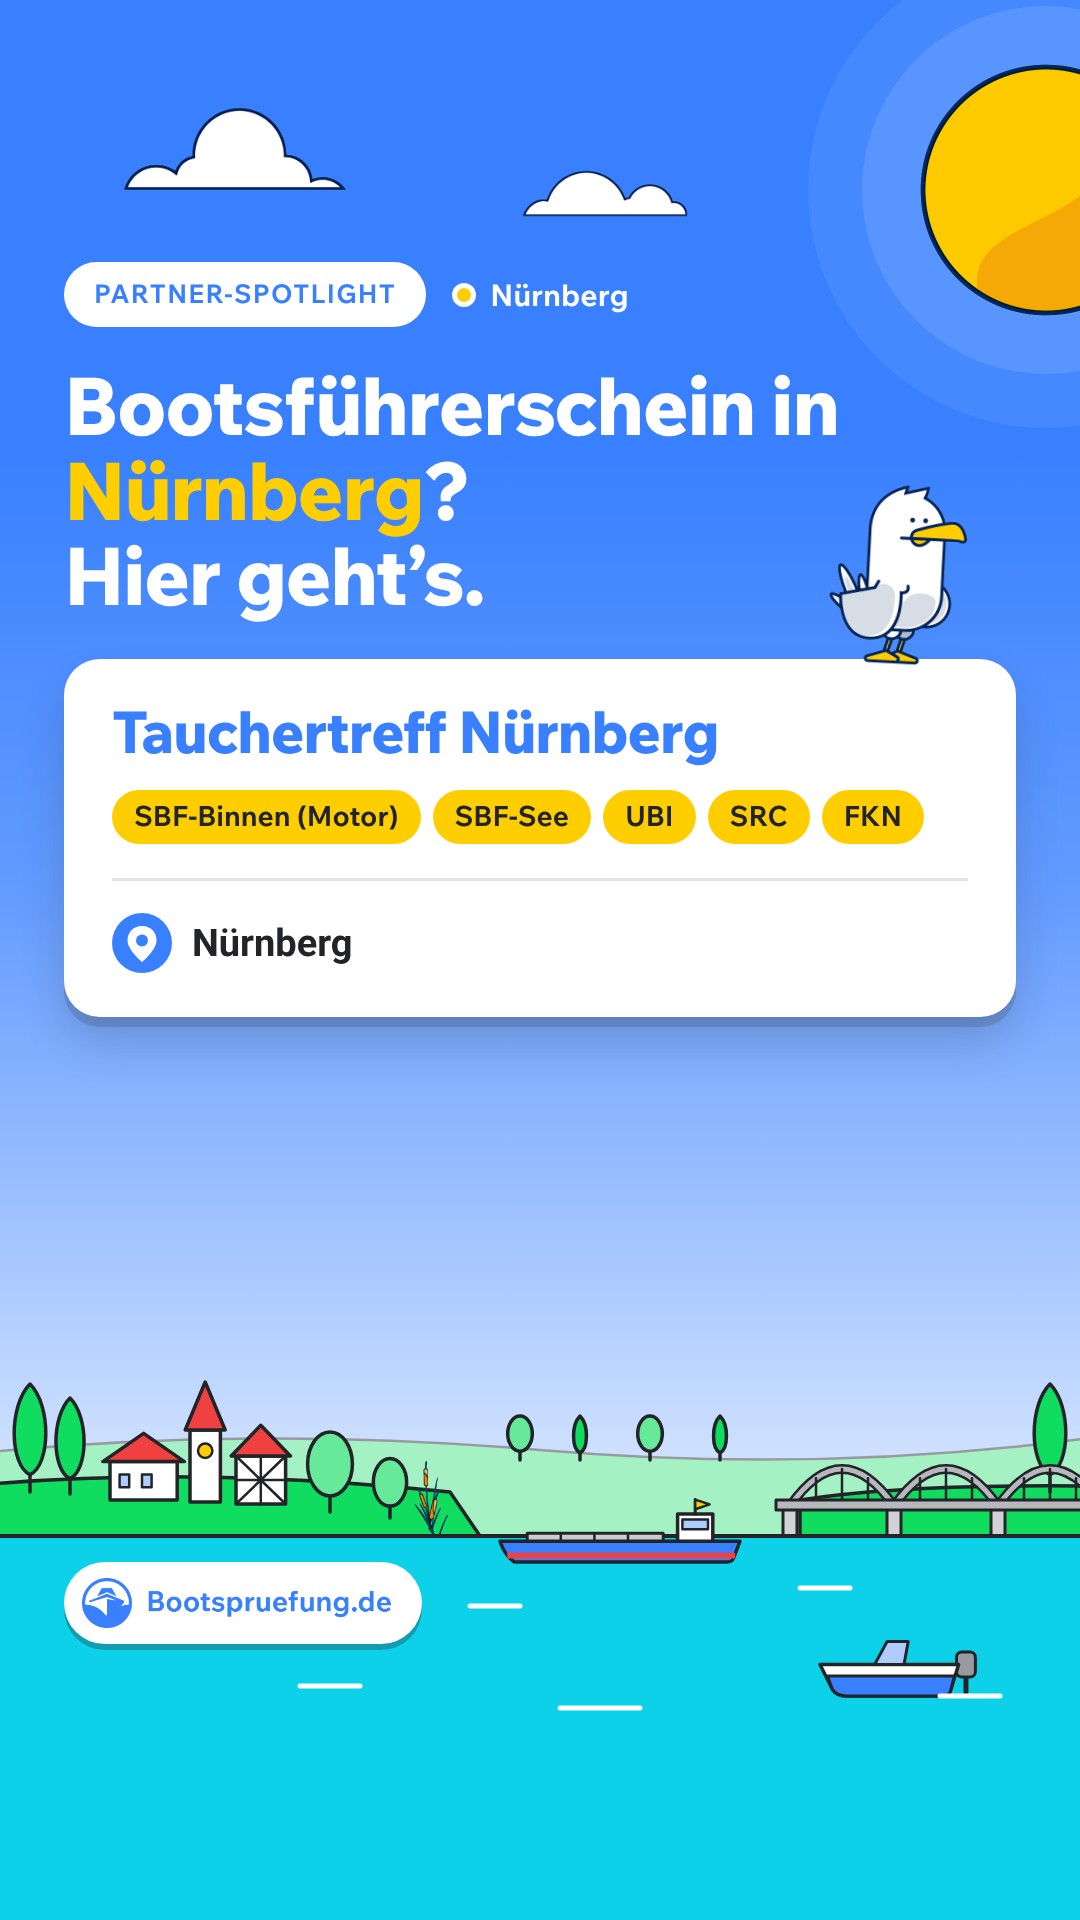 PARTNER-SPOTLIGHT
Nürnberg
Bootsführerschein in
Nürnberg?
Hier geht’s.
Tauchertreff Nürnberg
SBF-Binnen (Motor)
SBF-See
UBI
SRC
FKN
Nürnberg
Bootspruefung.de